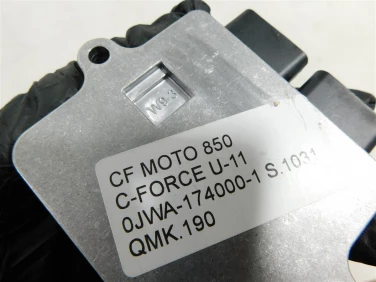 CF MOTO 850
C-FORCE U-11
0JWA-174000-1 S.1031
QMK.190